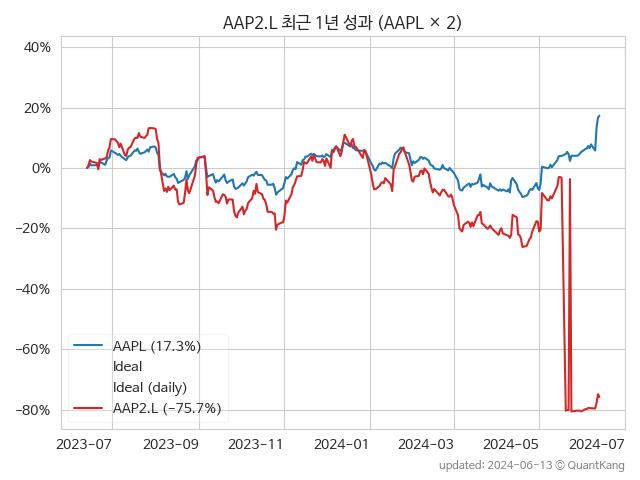 AAP2.L 최근 1년 성과 (AAPL × 2)
40%
20%
0%
−20%
−40%
−60%
−80%
AAPL (17.3%)
Ideal
Ideal (daily)
AAP2.L (−75.7%)
2023-07
2023-09
2023-11
2024-01
2024-03
2024-05
2024-07
updated: 2024-06-13 © QuantKang